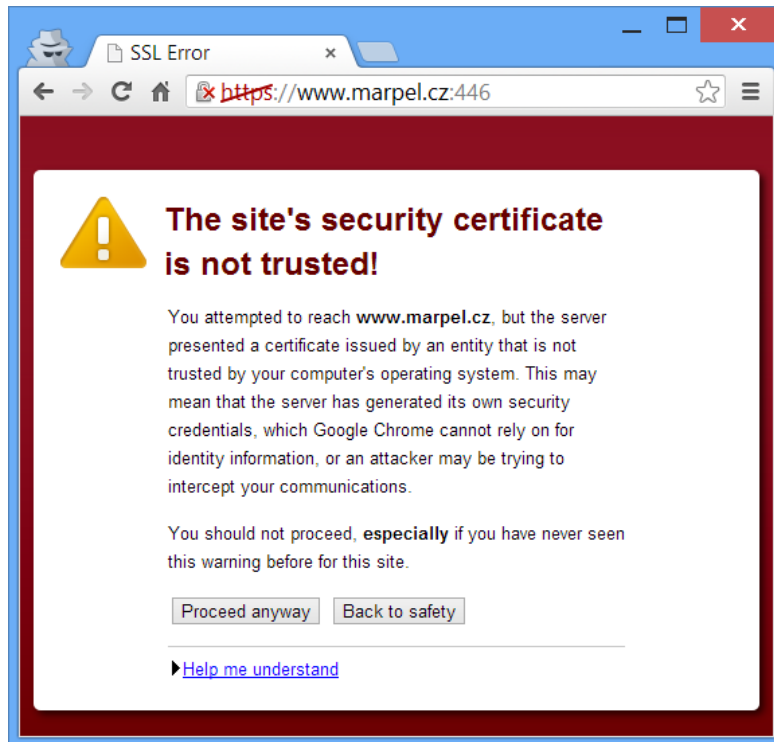 SSL Error
https://www.marpel.cz:446
The site's security certificate
is not trusted!
You attempted to reach www.marpel.cz, but the server
presented a certificate issued by an entity that is not
trusted by your computer's operating system. This may
mean that the server has generated its own security
credentials, which Google Chrome cannot rely on for
identity information, or an attacker may be trying to
intercept your communications.
You should not proceed, especially if you have never seen
this warning before for this site.
Proceed anyway Back to safety
Help me understand